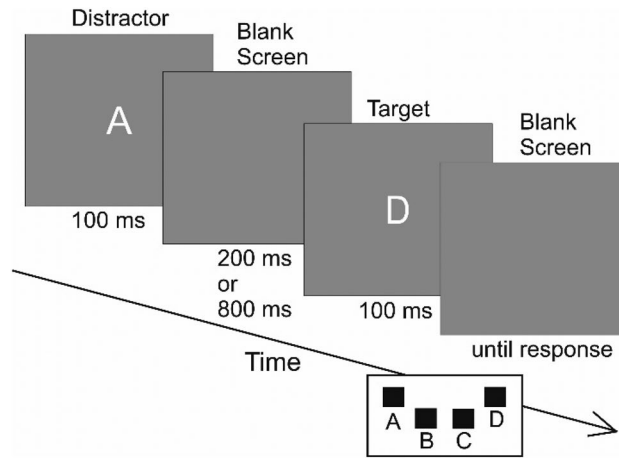 Distractor
A
100 ms
Blank
Screen
200 ms
or
800 ms
Target
D
100 ms
Blank
Screen
until response
Time
A
B
C
D